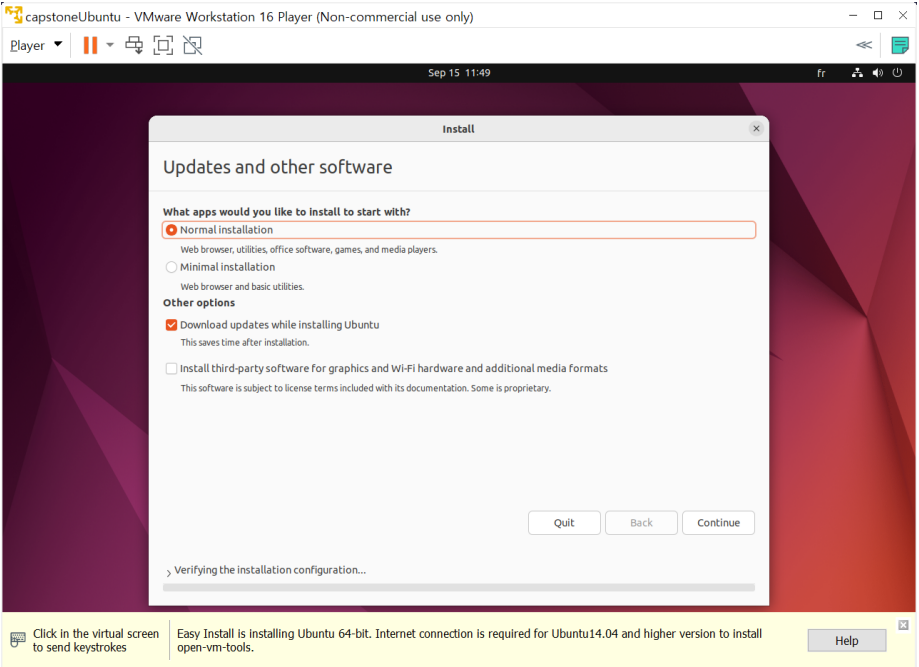 capstoneUbuntu - VMware Workstation 16 Player (Non-commercial use only)
Player
Sep 15 11:49
fr
Install
Updates and other software
What apps would you like to install to start with?
Normal installation
Web browser, utilities, office software, games, and media players.
Minimal installation
Web browser and basic utilities.
Other options
Download updates while installing Ubuntu
This saves time after installation.
Install third-party software for graphics and Wi-Fi hardware and additional media formats
This software is subject to license terms included with its documentation. Some is proprietary.
Quit
Back
Continue
Verifying the installation configuration...
Click in the virtual screen
to send keystrokes
Easy Install is installing Ubuntu 64-bit. Internet connection is required for Ubuntu14.04 and higher version to install
open-vm-tools.
Help